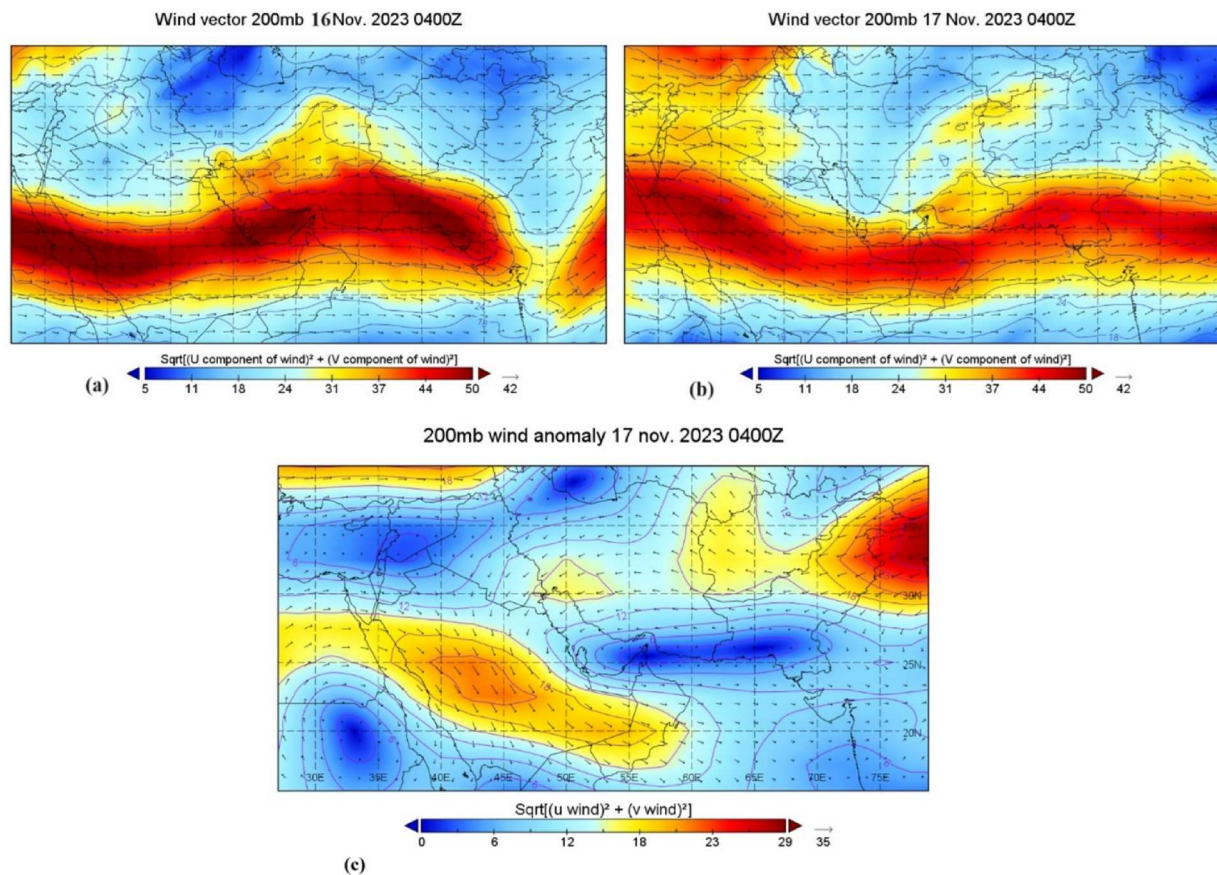 Wind vector 200mb 16Nov. 2023 0400Z
Wind vector 200mb 17 Nov. 2023 0400Z
Sqrt[(U component of wind)² + (V component of wind)²]
5 11 18 24 31 37 44 50 42
(a)
Sqrt[(U component of wind)² + (V component of wind)²]
5 11 18 24 31 37 44 50 42
(b)
200mb wind anomaly 17 nov. 2023 0400Z
35N
30N
25N
20N
30E 35E 40E 45E 50E 55E 60E 65E 70E 75E
Sqrt[(u wind)² + (v wind)²]
0 6 12 18 23 29 35
(c)